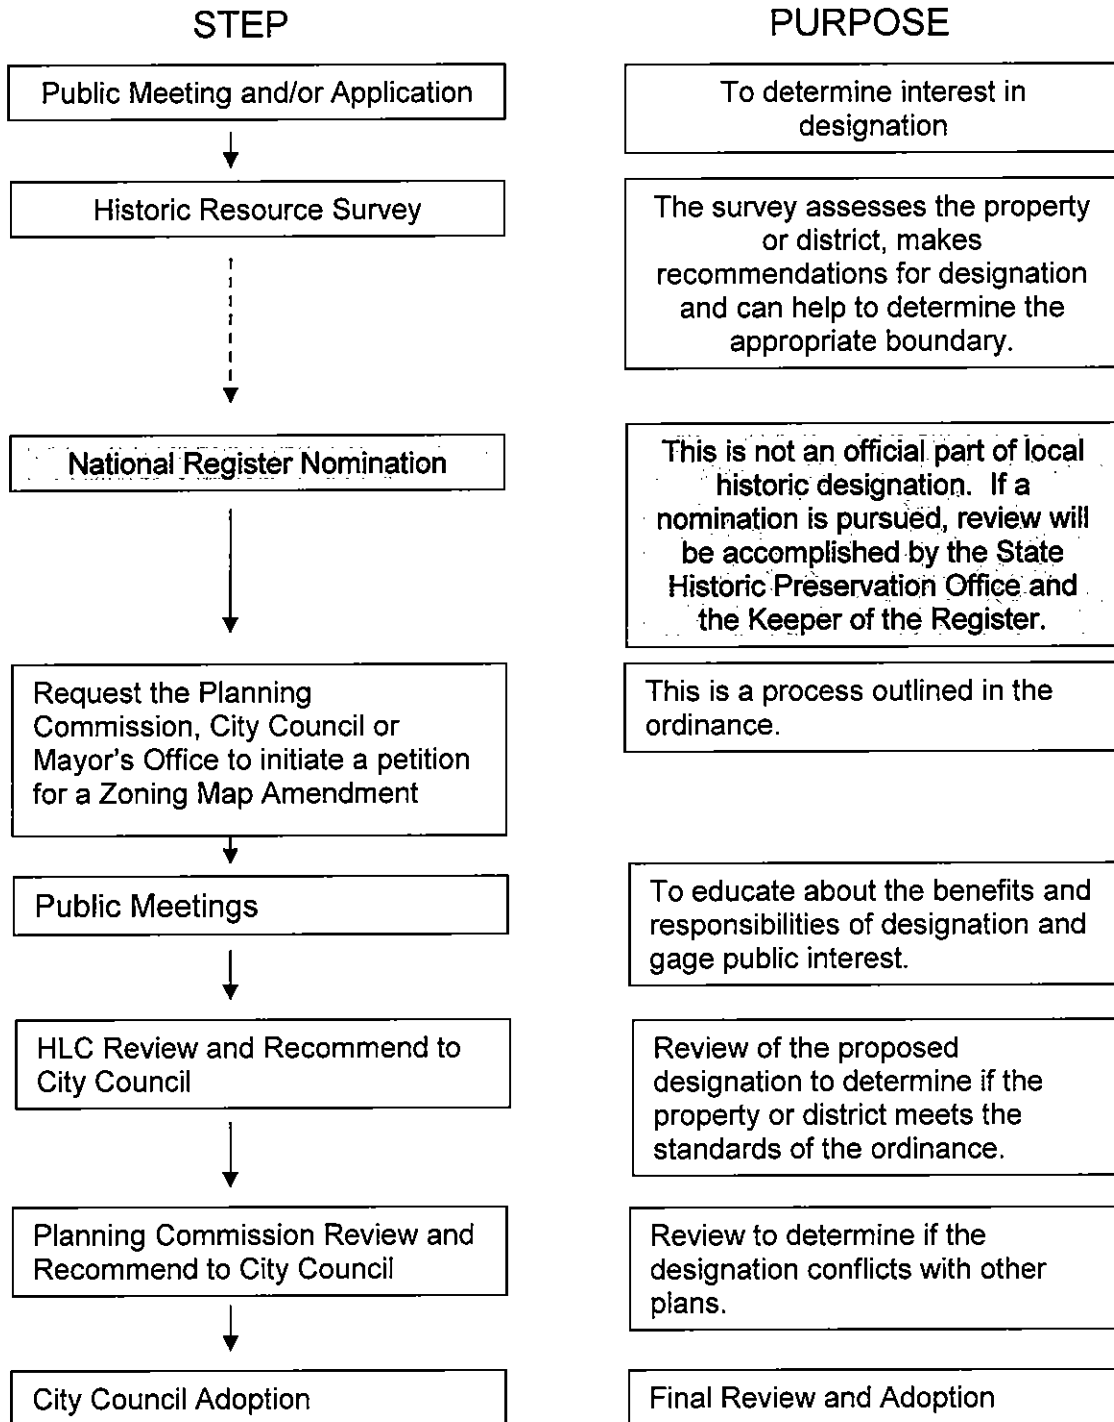 STEP
PURPOSE
Public Meeting and/or Application
To determine interest in
designation
Historic Resource Survey
The survey assesses the property
or district, makes
recommendations for designation
and can help to determine the
appropriate boundary.
National Register Nomination
This is not an official part of local
historic designation. If a
nomination is pursued, review will
be accomplished by the State
Historic Preservation Office and
the Keeper of the Register.
Request the Planning
Commission, City Council or
Mayor's Office to initiate a petition
for a Zoning Map Amendment
This is a process outlined in the
ordinance.
Public Meetings
To educate about the benefits and
responsibilities of designation and
gage public interest.
HLC Review and Recommend to
City Council
Review of the proposed
designation to determine if the
property or district meets the
standards of the ordinance.
Planning Commission Review and
Recommend to City Council
Review to determine if the
designation conflicts with other
plans.
City Council Adoption
Final Review and Adoption